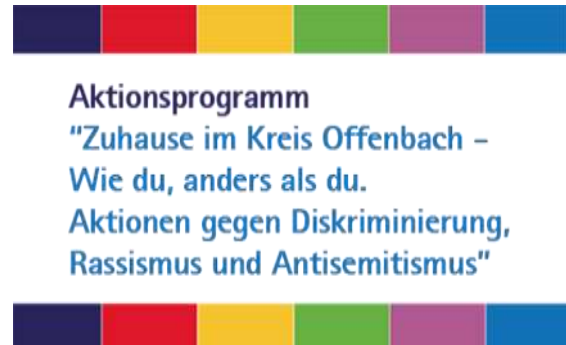 Aktionsprogramm
"Zuhause im Kreis Offenbach –
Wie du, anders als du.
Aktionen gegen Diskriminierung,
Rassismus und Antisemitismus"